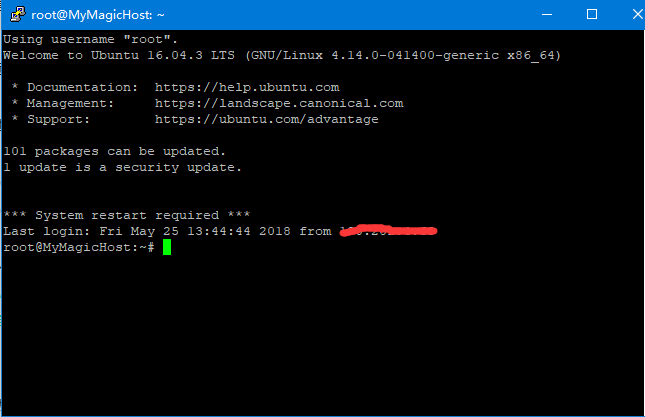 root@MyMagicHost: ~
Using username "root".
Welcome to Ubuntu 16.04.3 LTS (GNU/Linux 4.14.0-041400-generic x86_64)
* Documentation:  https://help.ubuntu.com
* Management:     https://landscape.canonical.com
* Support:        https://ubuntu.com/advantage
101 packages can be updated.
1 update is a security update.
*** System restart required ***
Last login: Fri May 25 13:44:44 2018 from
root@MyMagicHost:~#